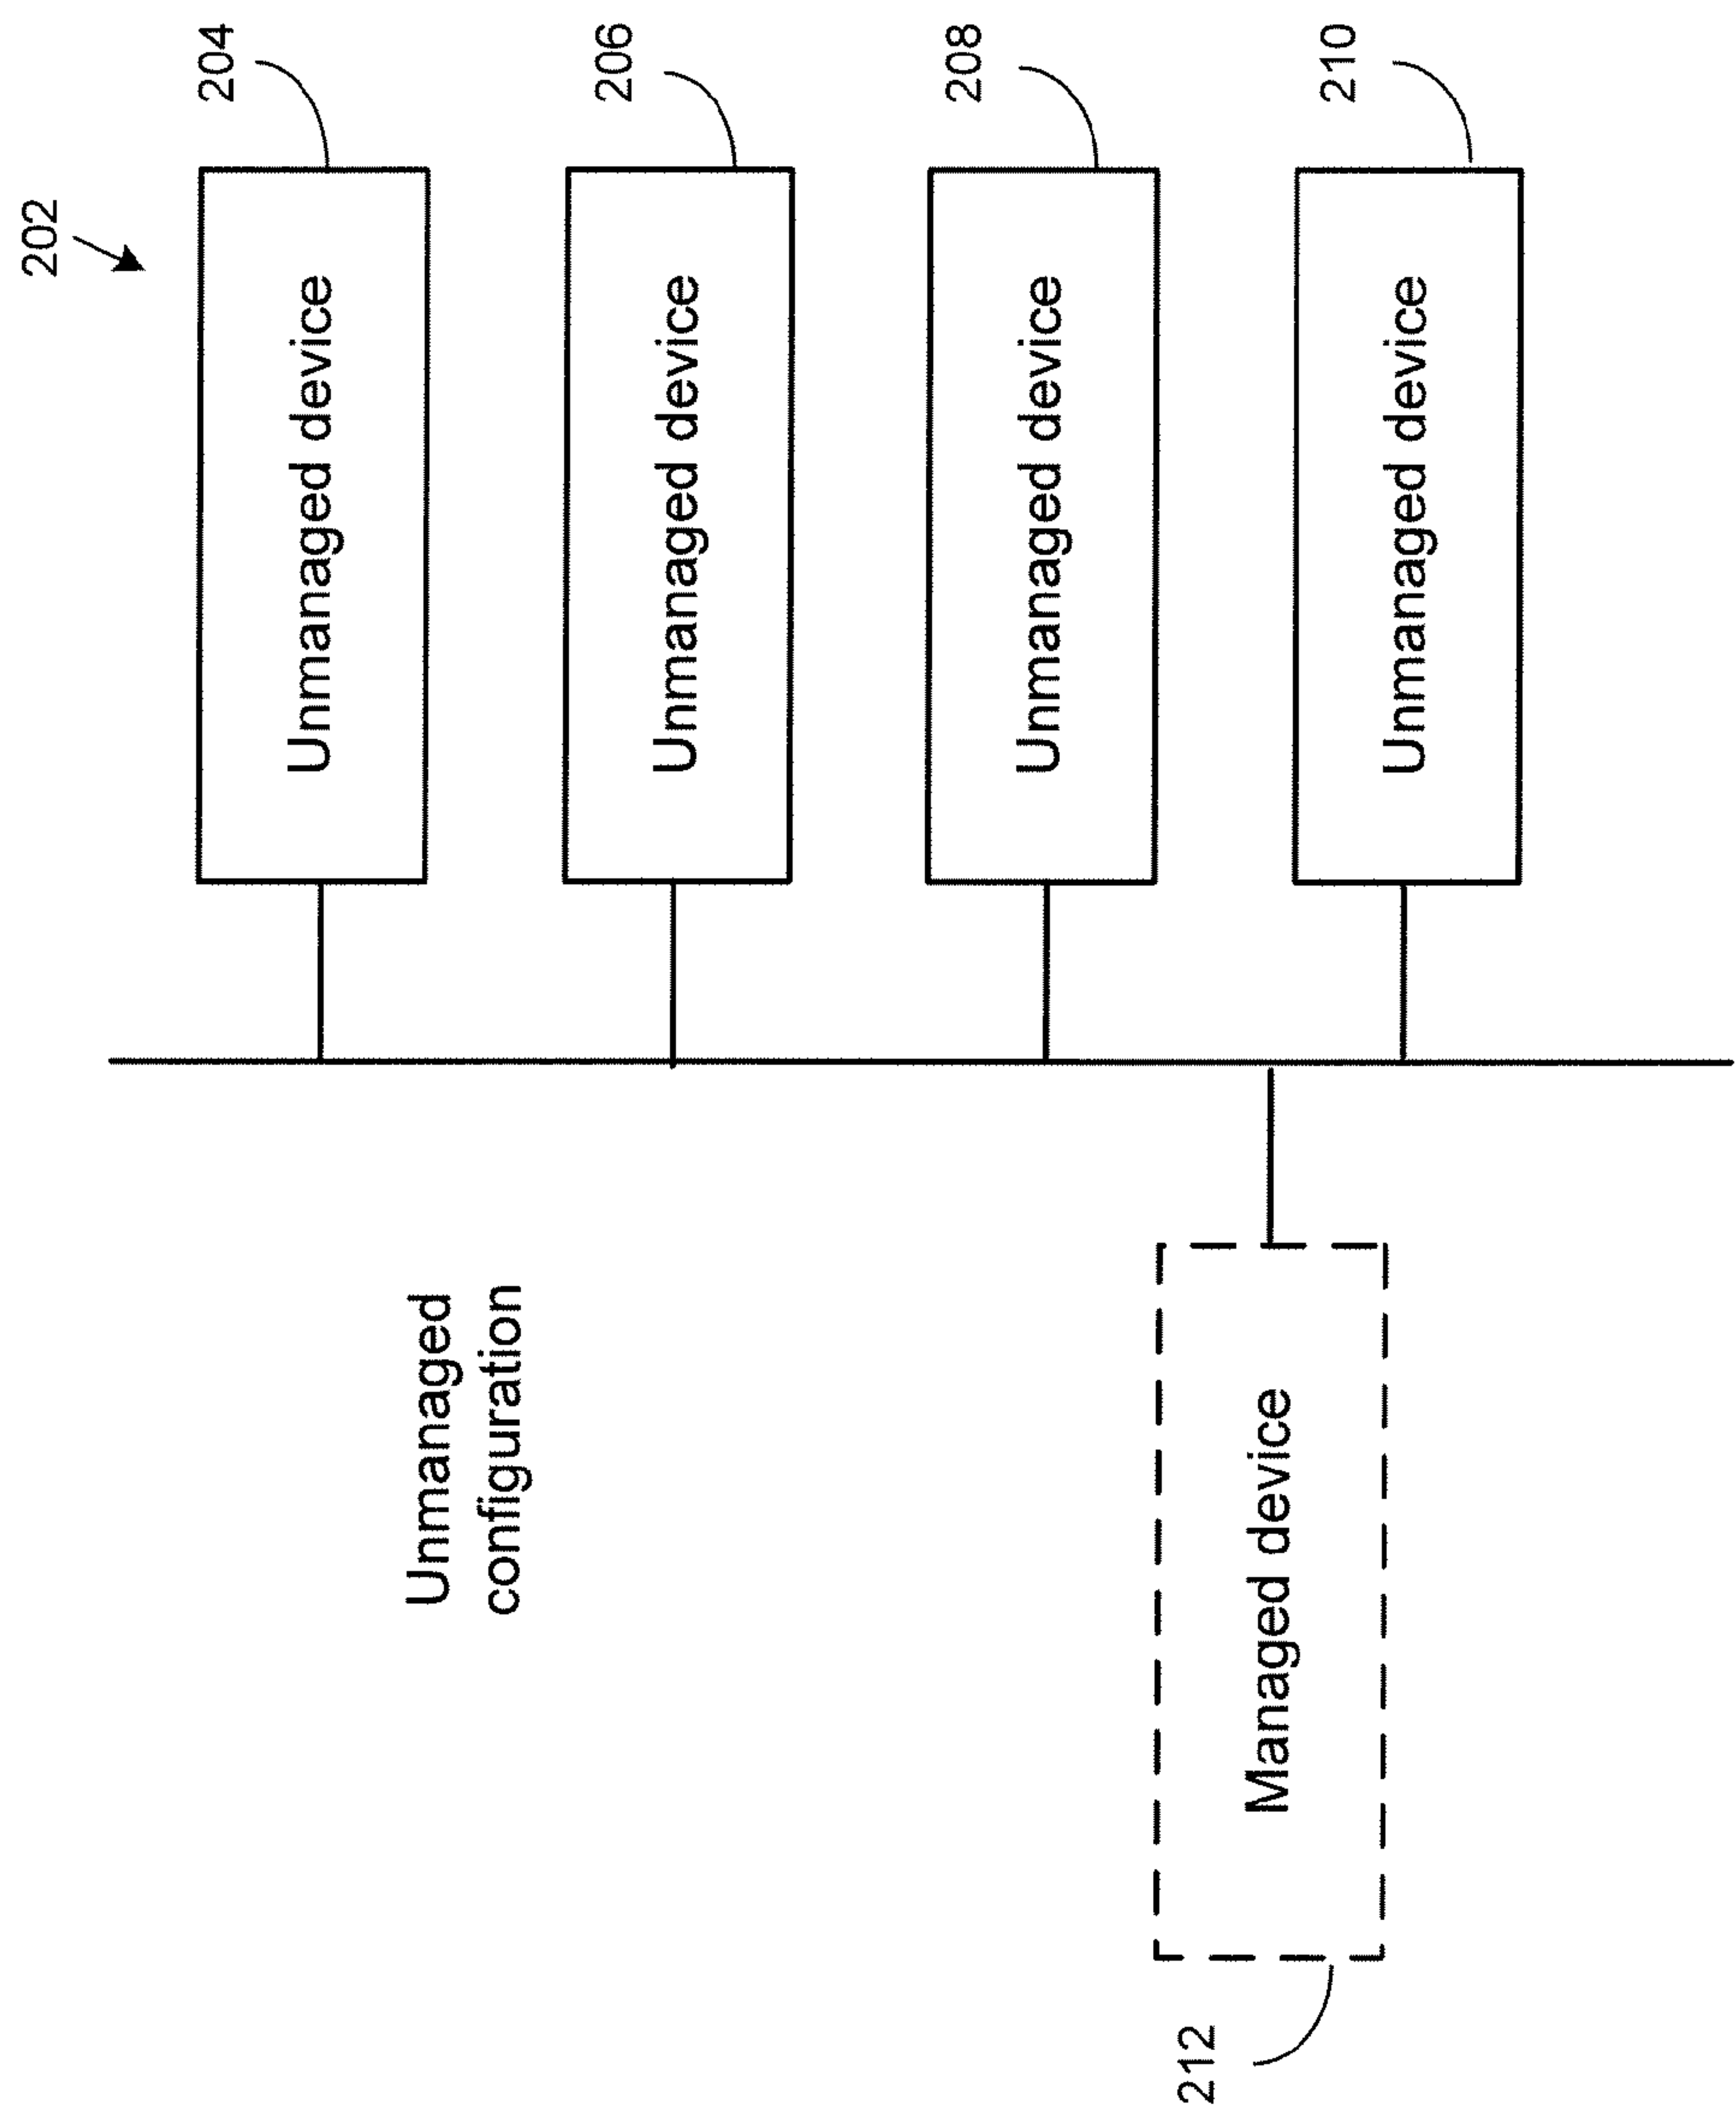 202
204
Unmanaged device
206
Unmanaged device
208
Unmanaged device
210
Unmanaged device
Unmanaged
configuration
Managed device
212